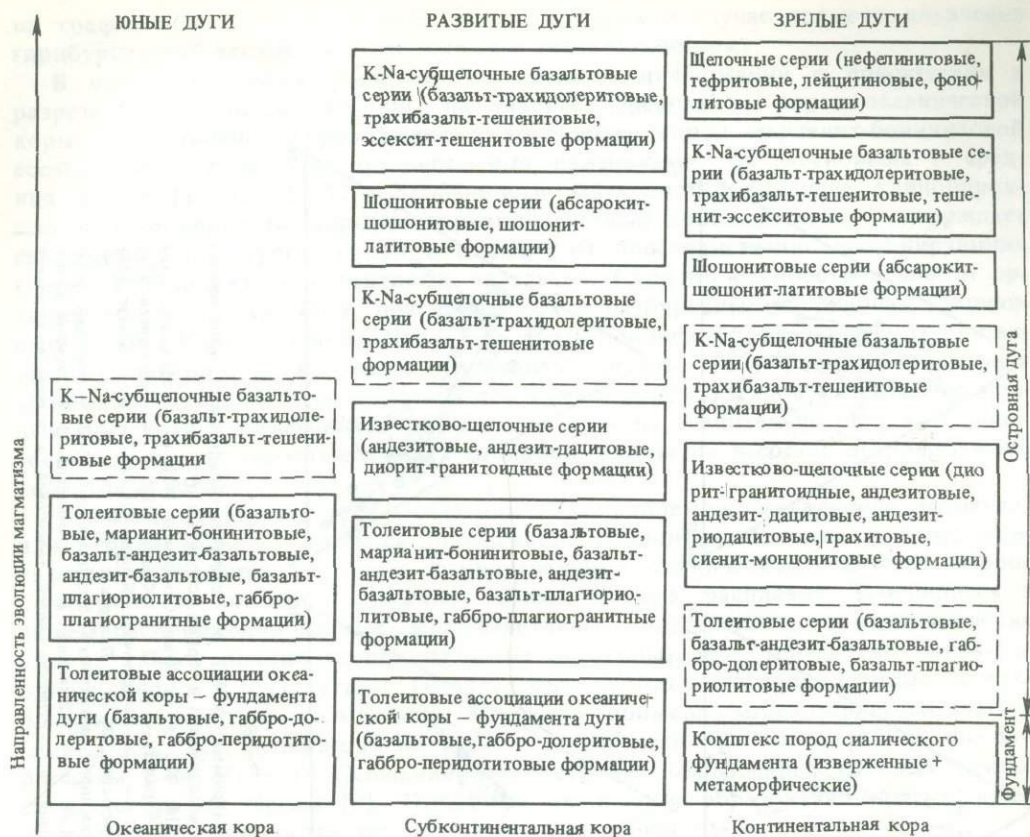 ЮНЫЕ ДУГИ
РАЗВИТЫЕ ДУГИ
ЗРЕЛЫЕ ДУГИ
Направленность эволюции магматизма
K—Na-субщелочные базальто-
вые серии (базальт-трахидоле-
ритовые, трахибазальт-тешени-
товые формации
Толеитовые серии (базальто-
вые, марианит-бонинитовые,
базальт-андезит-базальтовые,
андезит-базальтовые, базальт-
плагиориолитовые, габбро-
плагиогранитные формации)
Толеитовые ассоциации океа-
нической коры — фундамента
дуги (базальтовые, габбро-до-
леритовые, габбро-перидотито-
вые формации)
Океаническая кора
K-Na-субщелочные базальтовые
серии (базальт-трахидолеритовые,
трахибазальт-тешенитовые,
эссексит-тешенитовые формации)
Шошонитовые серии (абсарокит-
шошонитовые, шошонит-
латитовые формации)
K-Na-субщелочные базальтовые
серии (базальт-трахидолеритовые,
трахибазальт-тешенитовые
формации)
Известково-щелочные серии
(андезитовые, андезит-дацитовые,
диорит-гранитоидные формации)
Толеитовые серии (базальтовые,
марианит-бонинитовые, базальт-
андезит-базальтовые, андезит-
базальтовые, базальт-плагиорио-
литовые, габбро-плагиогранитные
формации)
Толеитовые ассоциации океаниче-
ской коры — фундамента дуги
(базальтовые, габбро-долеритовые,
габбро-перидотитовые формации)
Субконтинентальная кора
Щелочные серии (нефелинитовые,
тефритовые, лейцитиновые, фоно-
литовые формации)
K-Na-субщелочные базальтовые се-
рии (базальт-трахидолеритовые,
трахибазальт-тешенитовые, теше-
нит-эссекситовые формации)
Шошонитовые серии (абсарокит-
шошонит-латитовые формации)
K-Na-субщелочные базальтовые
серии (базальт-трахидолеритовые,
трахибазальт-тешенитовые
формации)
Известково-щелочные серии (дио
рит-гранитоидные, андезитовые,
андезит-дацитовые, андезит-
риодацитовые, трахитовые,
сиенит-монцонитовые формации)
Толеитовые серии (базальтовые,
базальт-андезит-базальтовые, габ-
бро-долеритовые, базальт-плагио-
риолитовые формации)
Комплекс пород сиалического
фундамента (изверженные +
метаморфические)
Континентальная кора
Островная дуга
Фундамент